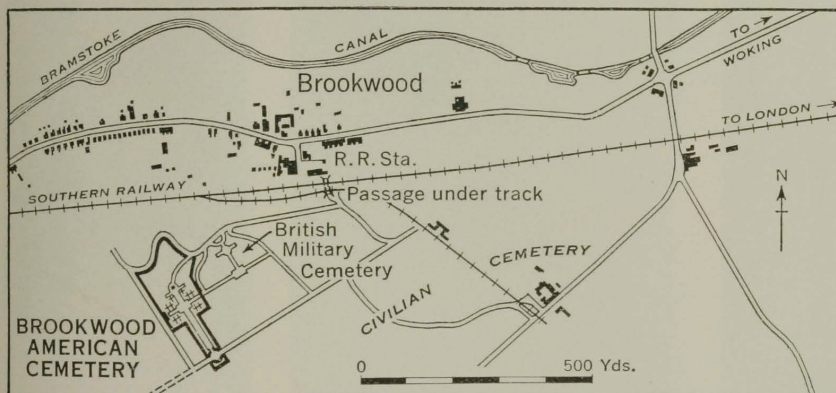 BRAMSTOKE CANAL
TO WOKING
Brookwood
TO LONDON
R.R. Sta.
SOUTHERN RAILWAY
Passage under track
N
British
Military
Cemetery
CIVILIAN CEMETERY
BROOKWOOD
AMERICAN
CEMETERY
0 500 Yds.